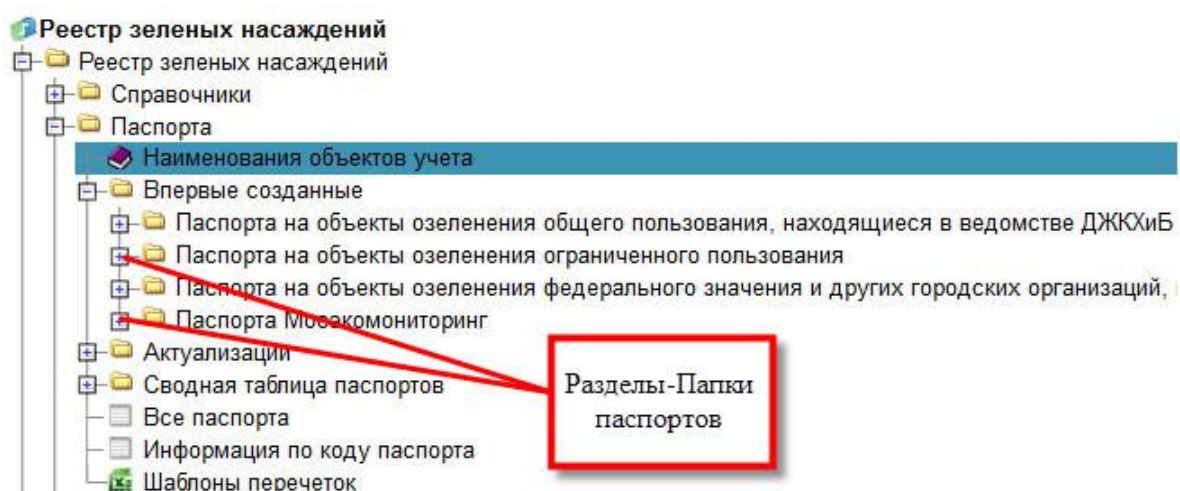 Реестр зеленых насаждений
Реестр зеленых насаждений
Справочники
Паспорта
Наименования объектов учета
Впервые созданные
Паспорта на объекты озеленения общего пользования, находящиеся в ведомстве ДЖКХиБ
Паспорта на объекты озеленения ограниченного пользования
Паспорта на объекты озеленения федерального значения и других городских организаций,
Паспорта Мосэкомониторинг
Актуализации
Сводная таблица паспортов
Разделы-Папки
паспортов
Все паспорта
Информация по коду паспорта
Шаблоны перечеток